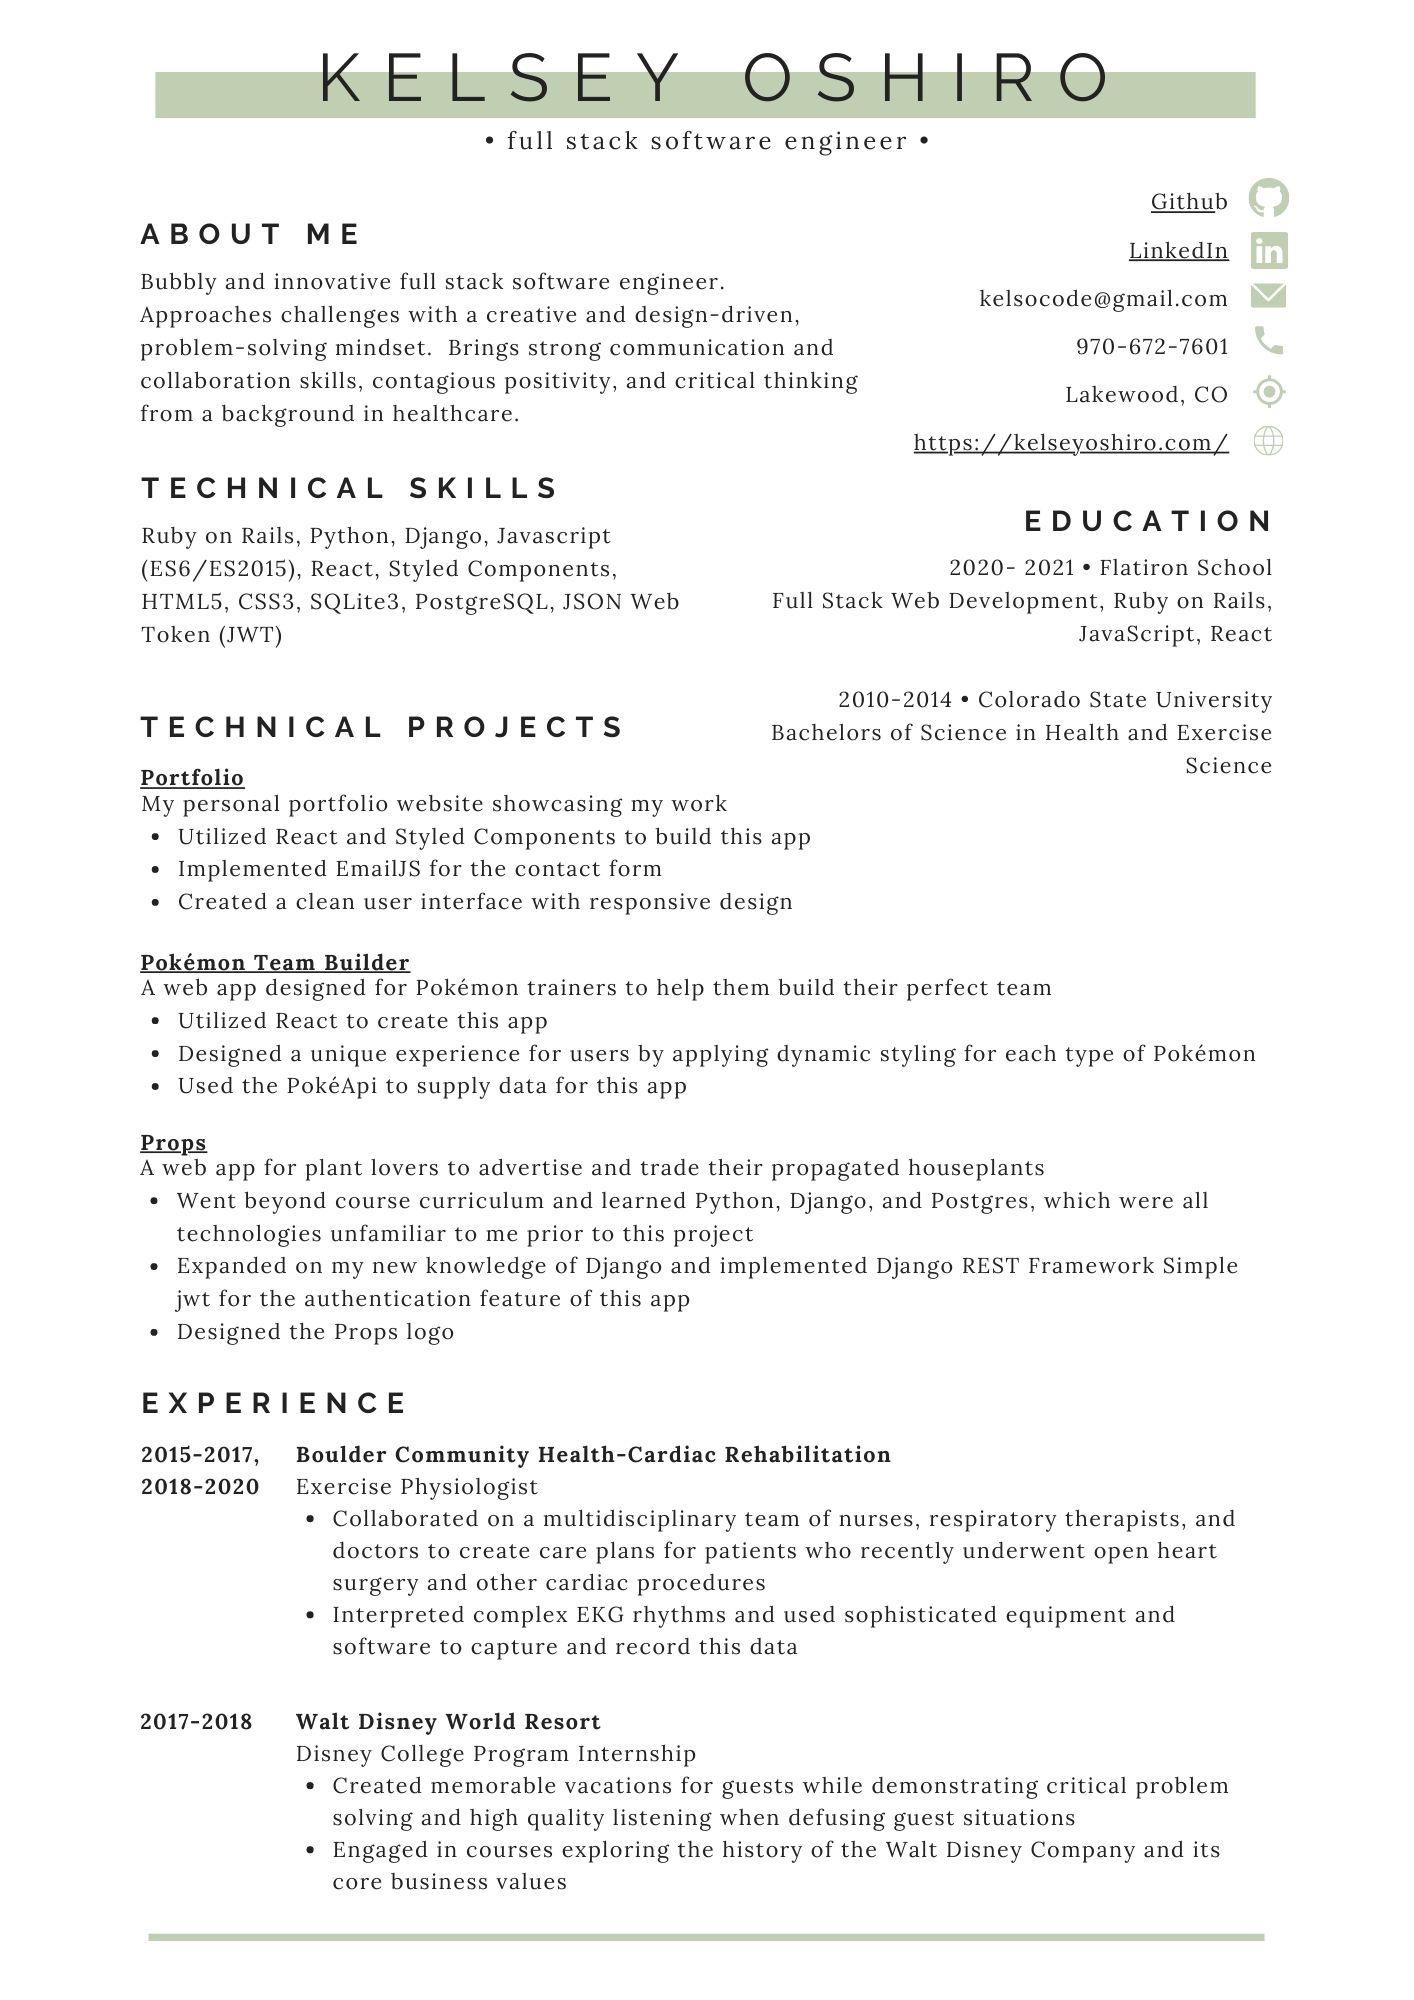 KELSEY OSHIRO
• full stack software engineer •
Github
LinkedIn
kelsocode@gmail.com
970-672-7601
Lakewood, CO
https://kelseyoshiro.com/
ABOUT ME
Bubbly and innovative full stack software engineer.
Approaches challenges with a creative and design-driven,
problem-solving mindset.  Brings strong communication and
collaboration skills, contagious positivity, and critical thinking
from a background in healthcare.
TECHNICAL SKILLS
Ruby on Rails, Python, Django, Javascript
(ES6/ES2015), React, Styled Components,
HTML5, CSS3, SQLite3, PostgreSQL, JSON Web
Token (JWT)
EDUCATION
2020- 2021 • Flatiron School
Full Stack Web Development, Ruby on Rails,
JavaScript, React
2010-2014 • Colorado State University
Bachelors of Science in Health and Exercise
Science
TECHNICAL PROJECTS
Portfolio
My personal portfolio website showcasing my work
• Utilized React and Styled Components to build this app
• Implemented EmailJS for the contact form
• Created a clean user interface with responsive design
Pokémon Team Builder
A web app designed for Pokémon trainers to help them build their perfect team
• Utilized React to create this app
• Designed a unique experience for users by applying dynamic styling for each type of Pokémon
• Used the PokéApi to supply data for this app
Props
A web app for plant lovers to advertise and trade their propagated houseplants
• Went beyond course curriculum and learned Python, Django, and Postgres, which were all
technologies unfamiliar to me prior to this project
• Expanded on my new knowledge of Django and implemented Django REST Framework Simple
jwt for the authentication feature of this app
• Designed the Props logo
EXPERIENCE
2015-2017, Boulder Community Health-Cardiac Rehabilitation
2018-2020 Exercise Physiologist
• Collaborated on a multidisciplinary team of nurses, respiratory therapists, and
doctors to create care plans for patients who recently underwent open heart
surgery and other cardiac procedures
• Interpreted complex EKG rhythms and used sophisticated equipment and
software to capture and record this data
2017-2018 Walt Disney World Resort
Disney College Program Internship
• Created memorable vacations for guests while demonstrating critical problem
solving and high quality listening when defusing guest situations
• Engaged in courses exploring the history of the Walt Disney Company and its
core business values